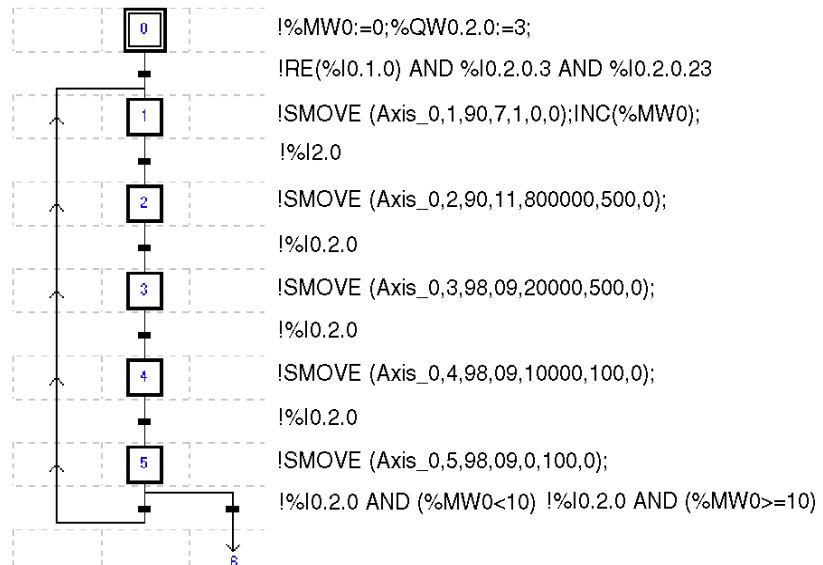 0 !%MW0:=0;%QW0.2.0:=3;
!RE(%I0.1.0) AND %I0.2.0.3 AND %I0.2.0.23
1 !SMOVE (Axis_0,1,90,7,1,0,0);INC(%MW0);
!%I2.0
2 !SMOVE (Axis_0,2,90,11,800000,500,0);
!%I0.2.0
3 !SMOVE (Axis_0,3,98,09,20000,500,0);
!%I0.2.0
4 !SMOVE (Axis_0,4,98,09,10000,100,0);
!%I0.2.0
5 !SMOVE (Axis_0,5,98,09,0,100,0);
!%I0.2.0 AND (%MW0<10) !%I0.2.0 AND (%MW0>=10)